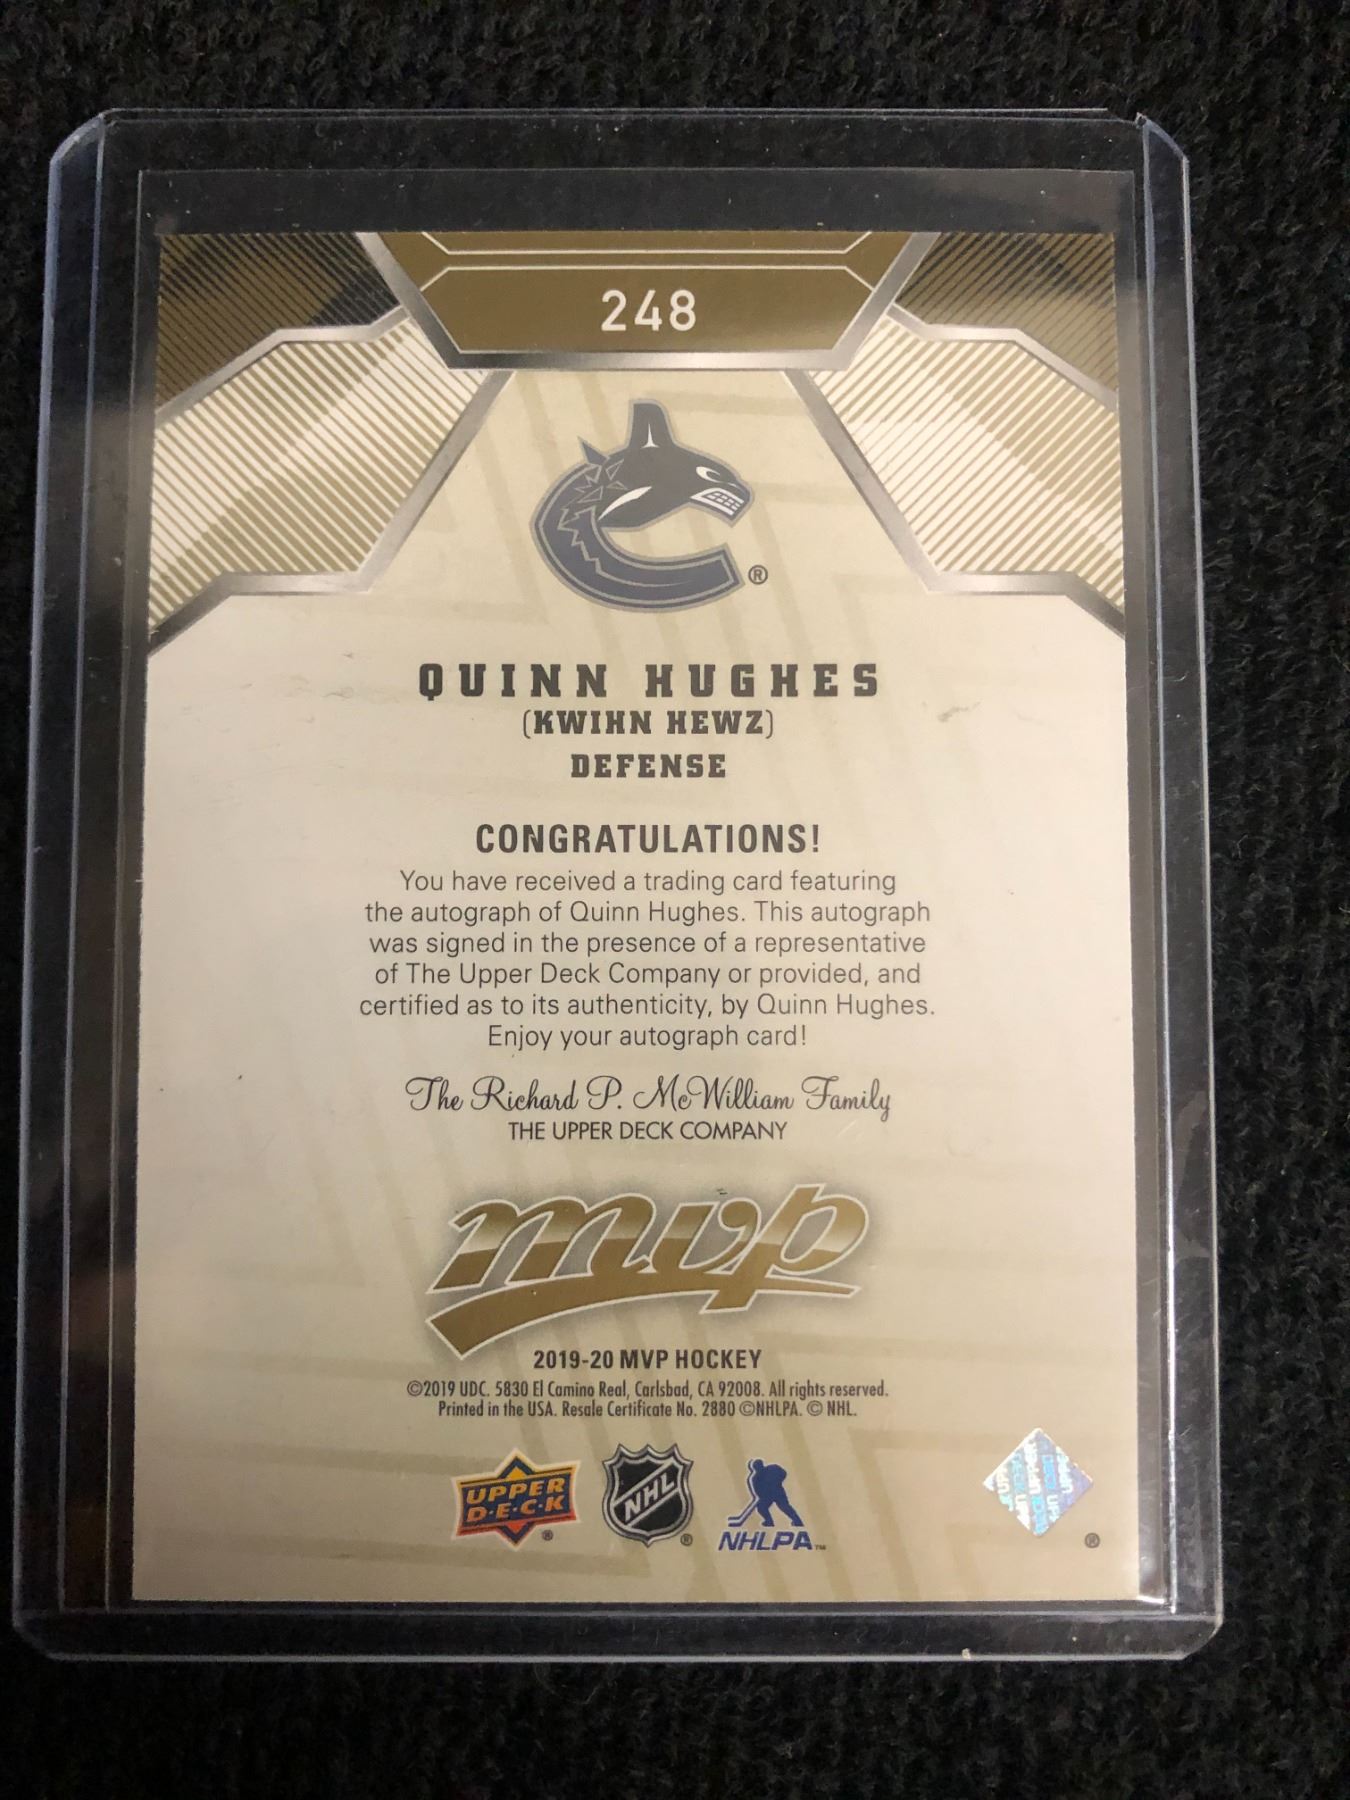 248
®
QUINN HUGHES
(KWIHN HEWZ)
DEFENSE
CONGRATULATIONS!
You have received a trading card featuring
the autograph of Quinn Hughes. This autograph
was signed in the presence of a representative
of The Upper Deck Company or provided, and
certified as to its authenticity, by Quinn Hughes.
Enjoy your autograph card!
The Richard P. McWilliam Family
THE UPPER DECK COMPANY
mvp
2019-20 MVP HOCKEY
©2019 UDC. 5830 El Camino Real, Carlsbad, CA 92008. All rights reserved.
Printed in the USA. Resale Certificate No. 2880 ©NHLPA. © NHL.
UPPER
D·E·C·K
®
NHL
®
NHLPA™
®